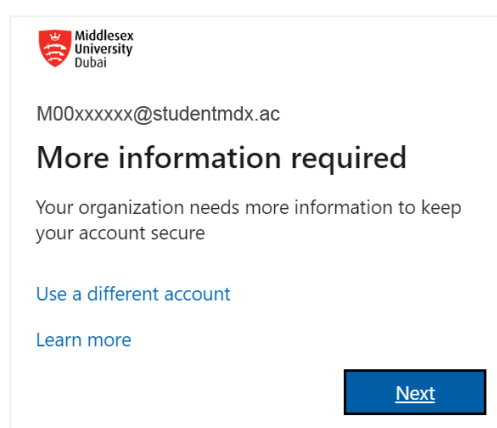 Middlesex
University
Dubai
M00xxxxxx@studentmdx.ac
More information required
Your organization needs more information to keep
your account secure
Use a different account
Learn more
Next